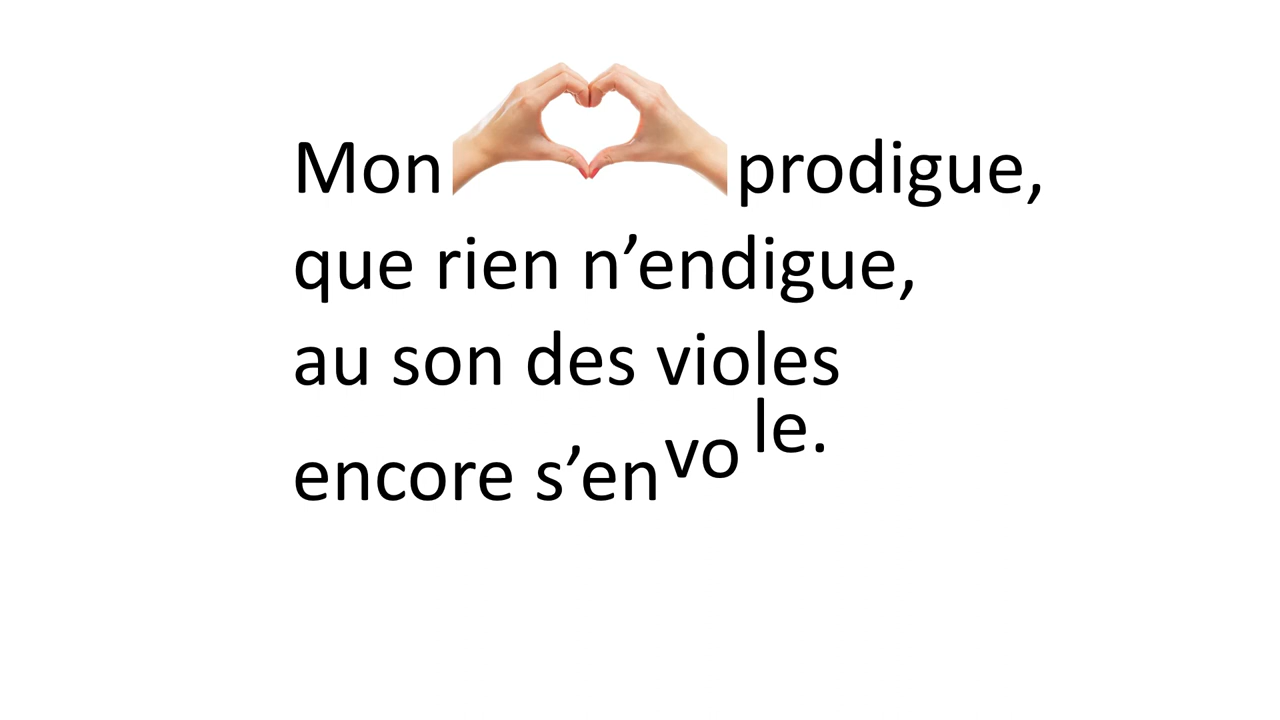 Mon prodigue,
que rien n’endigue,
au son des violes
encore s’envole.